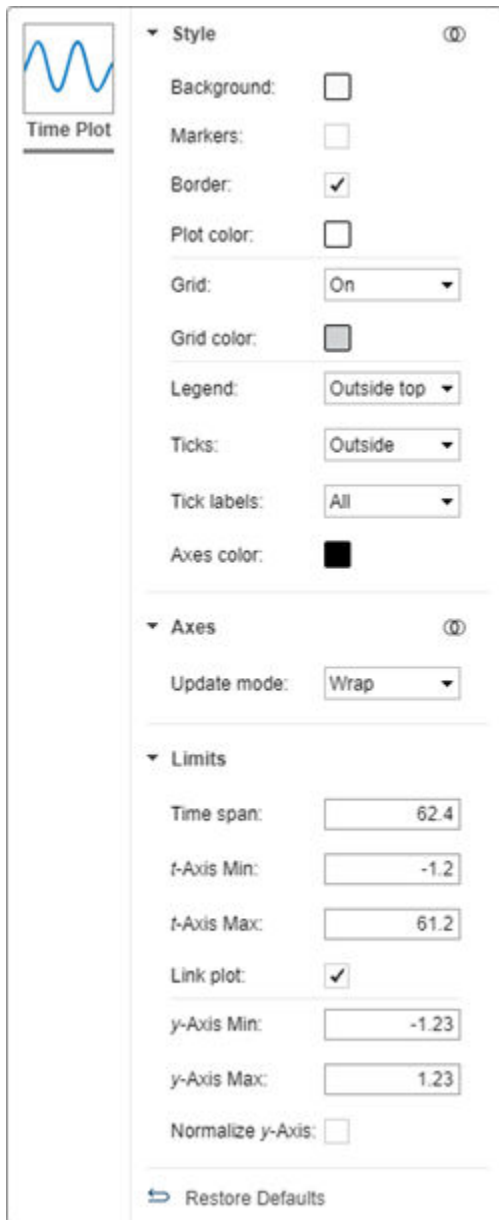 Time Plot
Style
Background:
Markers:
Border:
Plot color:
Grid: On
Grid color:
Legend: Outside top
Ticks: Outside
Tick labels: All
Axes color:
Axes
Update mode: Wrap
Limits
Time span: 62.4
t-Axis Min: -1.2
t-Axis Max: 61.2
Link plot:
y-Axis Min: -1.23
y-Axis Max: 1.23
Normalize y-Axis:
Restore Defaults